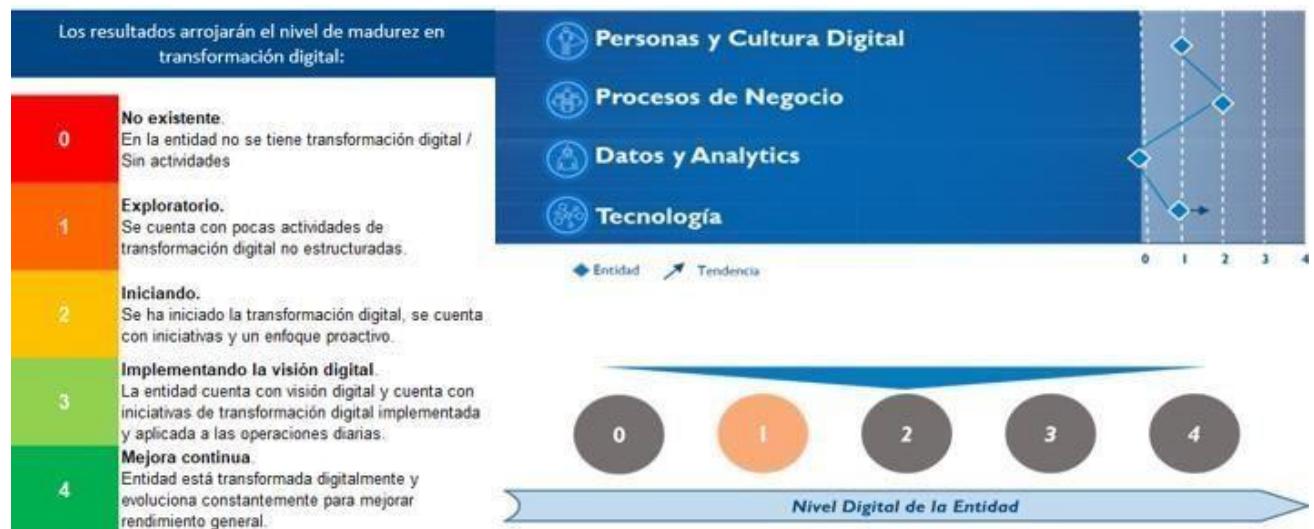 Los resultados arrojarán el nivel de madurez en
transformación digital:
0
No existente.
En la entidad no se tiene transformación digital /
Sin actividades
1
Exploratorio.
Se cuenta con pocas actividades de
transformación digital no estructuradas.
2
Iniciando.
Se ha iniciado la transformación digital, se cuenta
con iniciativas y un enfoque proactivo.
3
Implementando la visión digital.
La entidad cuenta con visión digital y cuenta con
iniciativas de transformación digital implementada
y aplicada a las operaciones diarias.
4
Mejora continua.
Entidad está transformada digitalmente y
evoluciona constantemente para mejorar
rendimiento general.
Personas y Cultura Digital
Procesos de Negocio
Datos y Analytics
Tecnología
0 1 2 3 4
Entidad Tendencia
0 1 2 3 4
Nivel Digital de la Entidad